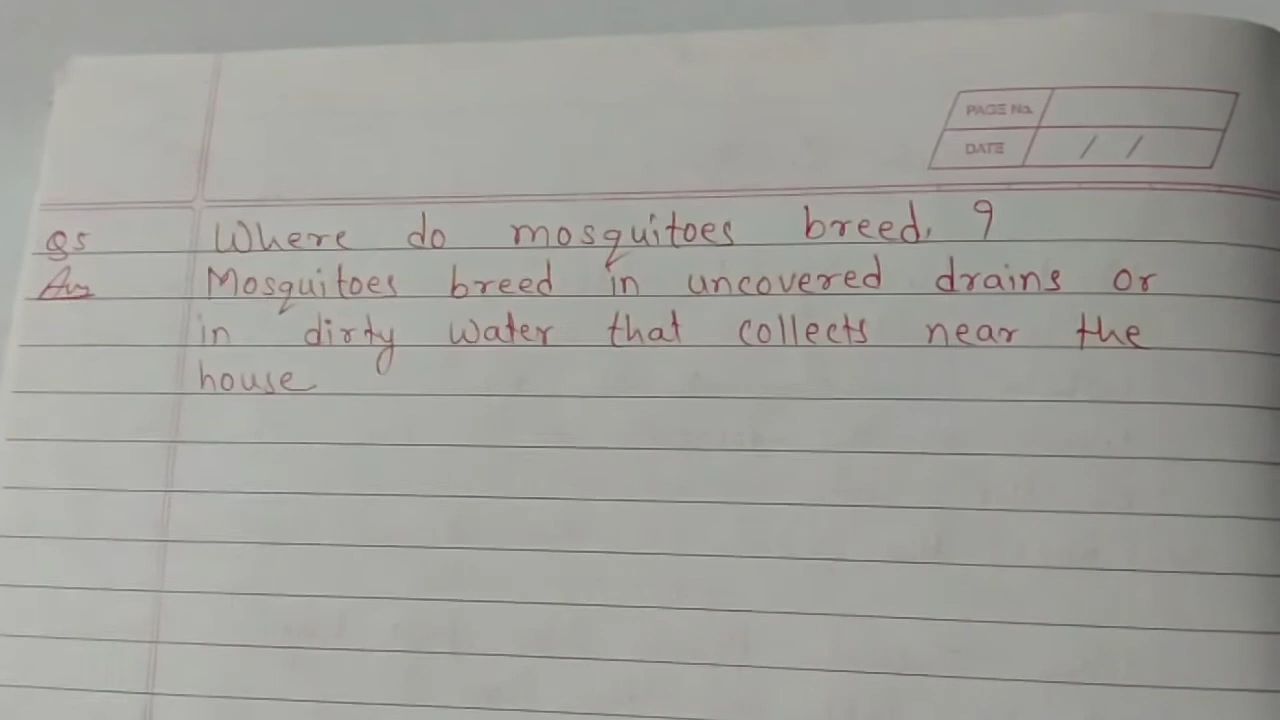 PAGE No.
DATE / /
Q5 Where do mosquitoes breed. ?
Ans Mosquitoes breed in uncovered drains or
in dirty water that collects near the
house